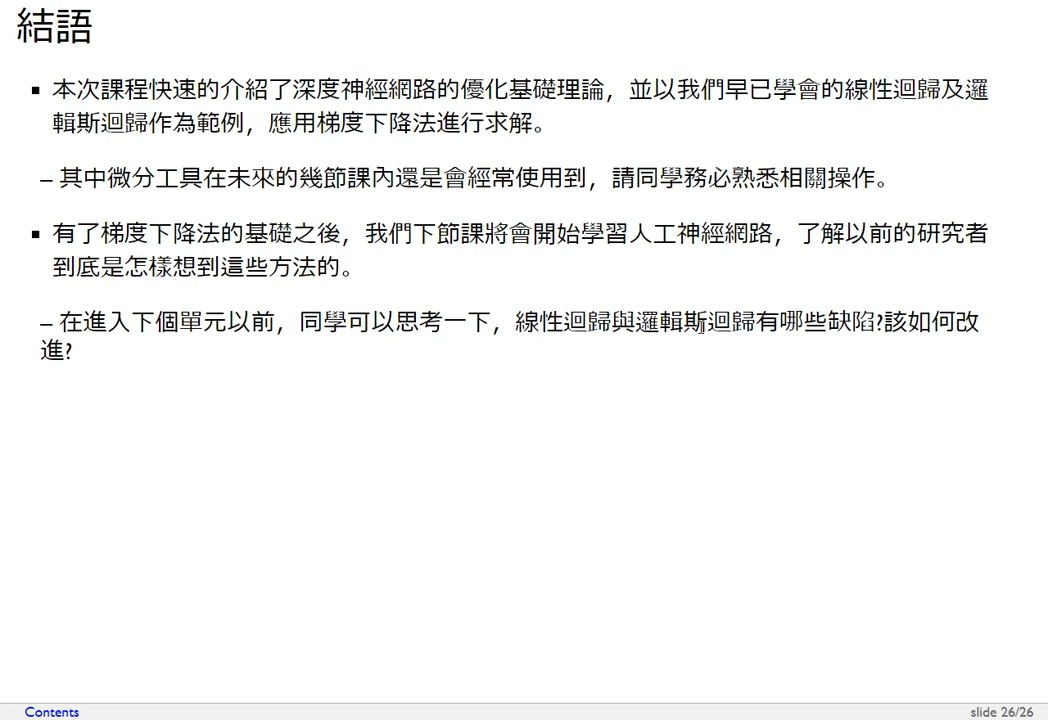 結語
▪ 本次課程快速的介紹了深度神經網路的優化基礎理論，並以我們早已學會的線性迴歸及邏
輯斯迴歸作為範例，應用梯度下降法進行求解。
– 其中微分工具在未來的幾節課內還是會經常使用到，請同學務必熟悉相關操作。
▪ 有了梯度下降法的基礎之後，我們下節課將會開始學習人工神經網路，了解以前的研究者
到底是怎樣想到這些方法的。
– 在進入下個單元以前，同學可以思考一下，線性迴歸與邏輯斯迴歸有哪些缺陷?該如何改
進?
Contents
slide 26/26